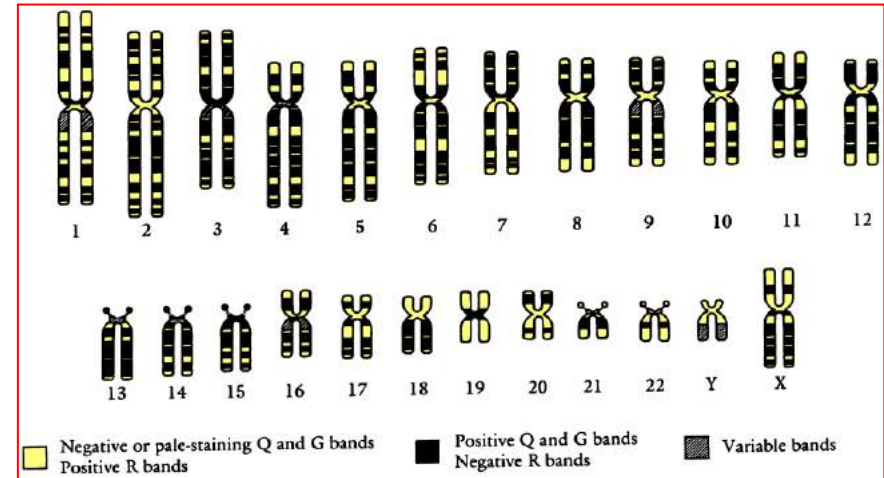 1 2 3 4 5 6 7 8 9 10 11 12
13 14 15 16 17 18 19 20 21 22 Y X
Negative or pale-staining Q and G bands
Positive R bands
Positive Q and G bands
Negative R bands
Variable bands